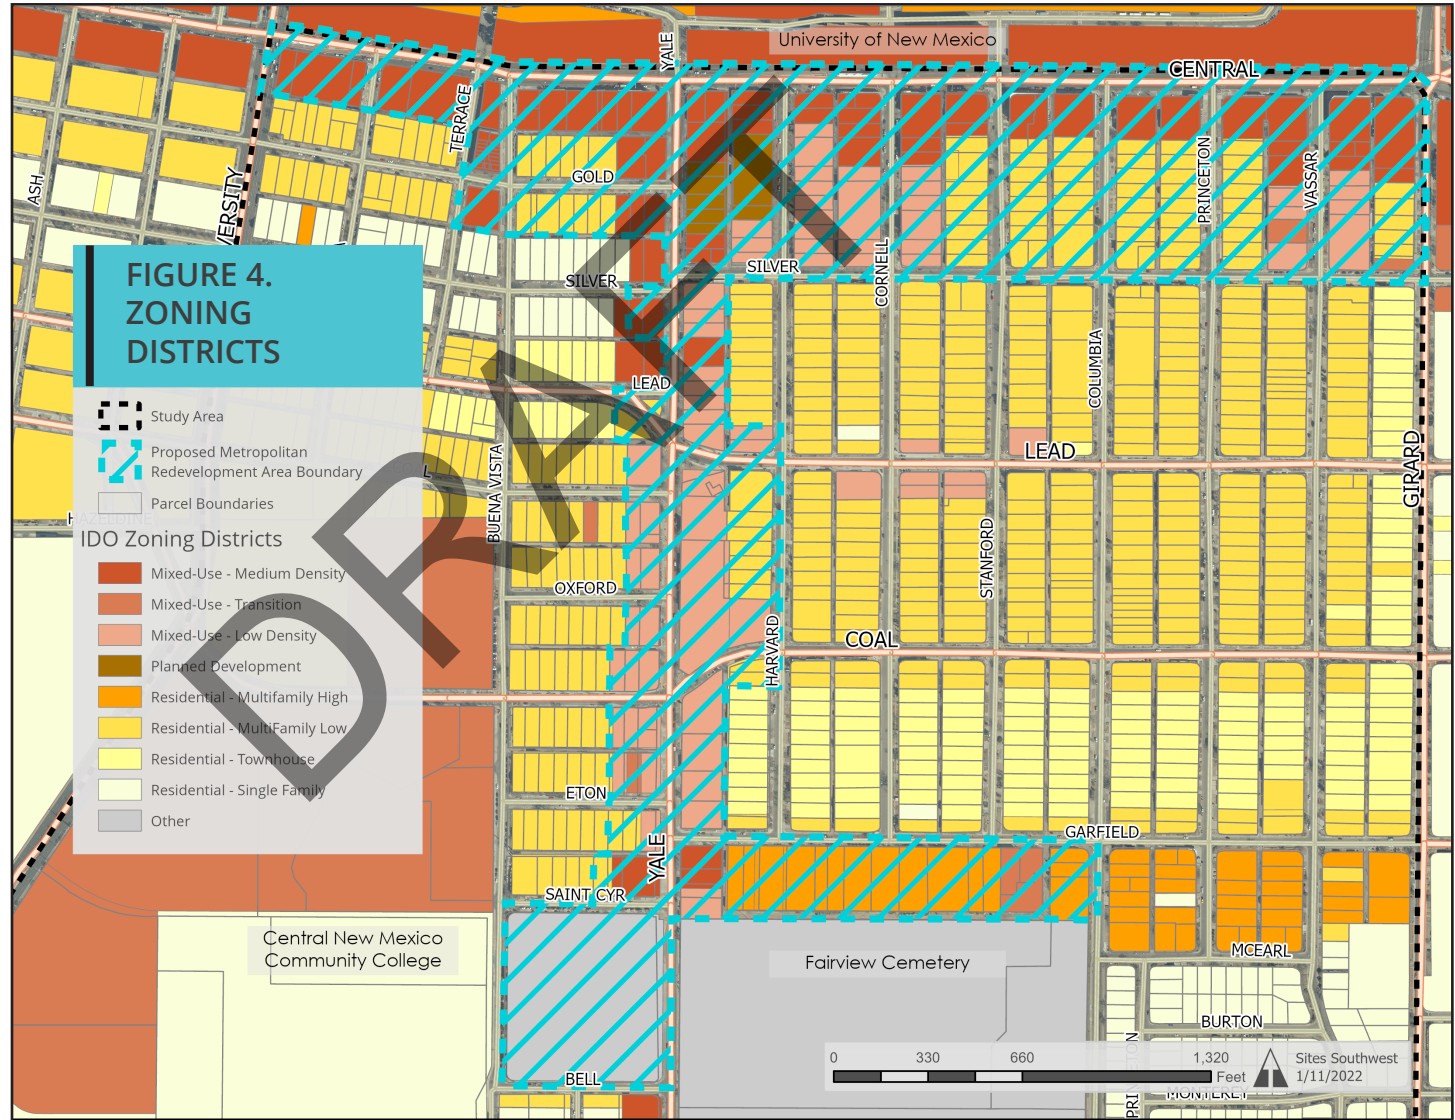 University of New Mexico
YALE
CENTRAL
TERRACE
GOLD
PRINCETON
VASSAR
ASH
VERSITY
SILVER
SILVER
CORNELL
FIGURE 4.
ZONING
DISTRICTS
LEAD
COLUMBIA
Study Area
Proposed Metropolitan
Redevelopment Area Boundary
Parcel Boundaries
BUENA VISTA
LEAD
GIRARD
HAZELDINE
IDO Zoning Districts
Mixed-Use - Medium Density
Mixed-Use - Transition
Mixed-Use - Low Density
Planned Development
Residential - Multifamily High
Residential - MultiFamily Low
Residential - Townhouse
Residential - Single Family
Other
OXFORD
STANFORD
COAL
HARVARD
ETON
YALE
GARFIELD
SAINT CYR
Central New Mexico
Community College
Fairview Cemetery
MCEARL
BURTON
BELL
MONTEREY
0 330 660 1,320
Feet
Sites Southwest
1/11/2022
DRAFT